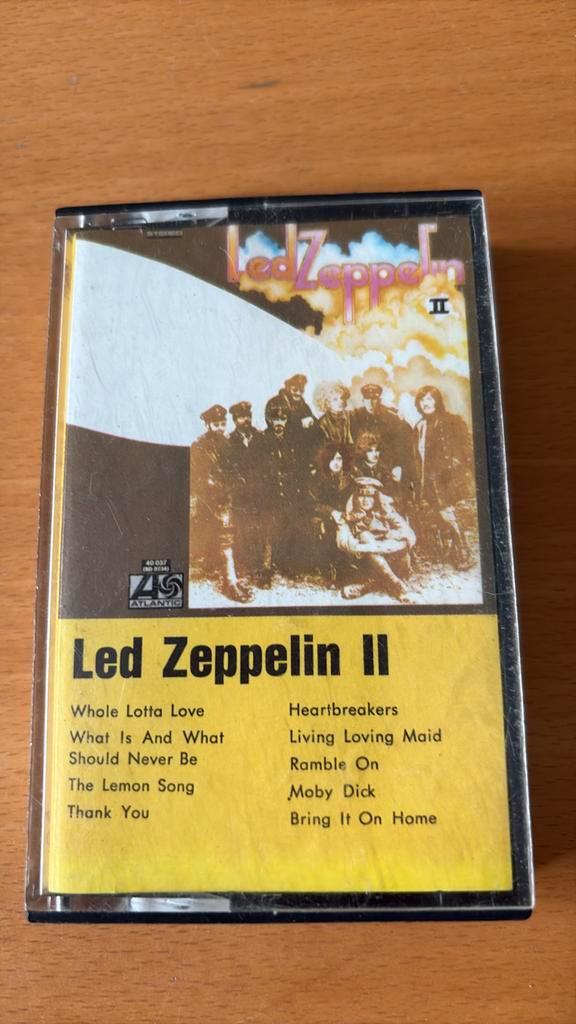 STEREO
Led Zeppelin
II
40 037
ATLANTIC
Led Zeppelin II
Whole Lotta Love
What Is And What
Should Never Be
The Lemon Song
Thank You
Heartbreakers
Living Loving Maid
Ramble On
Moby Dick
Bring It On Home